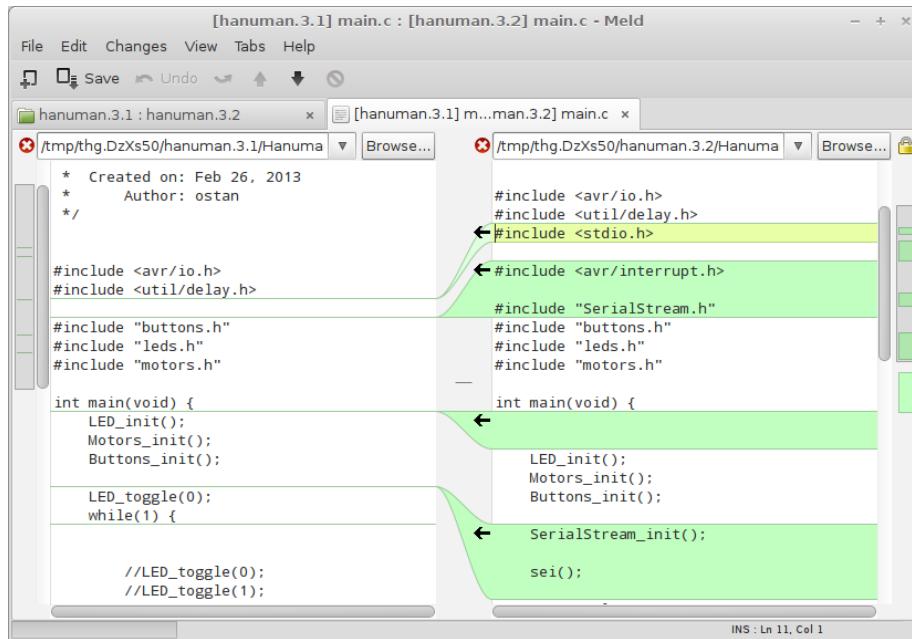 [hanuman.3.1] main.c : [hanuman.3.2] main.c - Meld
File Edit Changes View Tabs Help
Save Undo
hanuman.3.1 : hanuman.3.2 × [hanuman.3.1] m...man.3.2] main.c ×
/tmp/thg.DzXs50/hanuman.3.1/Hanuma Browse... /tmp/thg.DzXs50/hanuman.3.2/Hanuma Browse...
 *  Created on: Feb 26, 2013
 *      Author: ostan
 */
#include <avr/io.h>
#include <util/delay.h>
#include "buttons.h"
#include "leds.h"
#include "motors.h"
int main(void) {
    LED_init();
    Motors_init();
    Buttons_init();
    LED_toggle(0);
    while(1) {
        //LED_toggle(0);
        //LED_toggle(1);
#include <avr/io.h>
#include <util/delay.h>
#include <stdio.h>
#include <avr/interrupt.h>
#include "SerialStream.h"
#include "buttons.h"
#include "leds.h"
#include "motors.h"
int main(void) {
    LED_init();
    Motors_init();
    Buttons_init();
    SerialStream_init();
    sei();
INS : Ln 11, Col 1